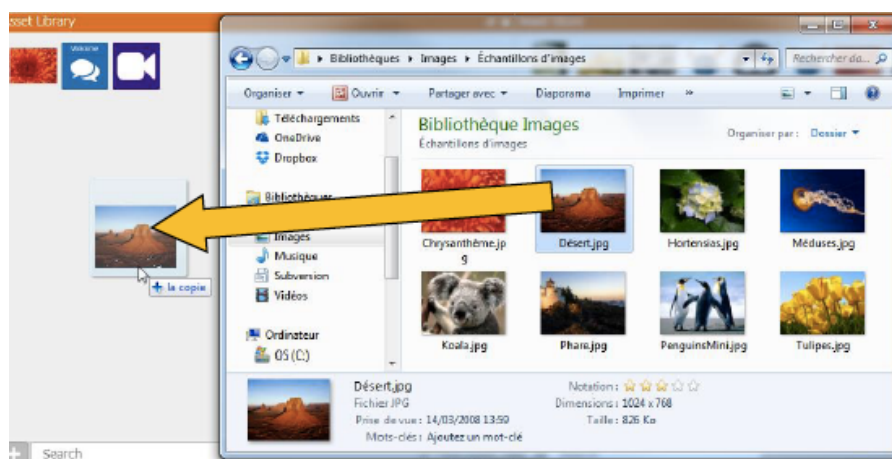 sset Library
Welcome
Bibliothèques Images Échantillons d'images
Rechercher da...
Organiser Ouvrir Partager avec Diaporama Imprimer »
Téléchargements
OneDrive
Dropbox
Bibliothèques
Images
Musique
Subversion
Vidéos
Ordinateur
OS (C:)
Bibliothèque Images
Échantillons d'images
Organiser par : Dossier
Chrysanthème.jp
g
Désert.jpg
Hortensias.jpg
Méduses.jpg
Koala.jpg
Phare.jpg
PenguinsMini.jpg
Tulipes.jpg
la copie
Désert.jpg
Fichier JPG
Prise de vue : 14/03/2008 13:59
Mots-clés : Ajoutez un mot-clé
Notation :
Dimensions : 1024 x 768
Taille : 826 Ko
Search